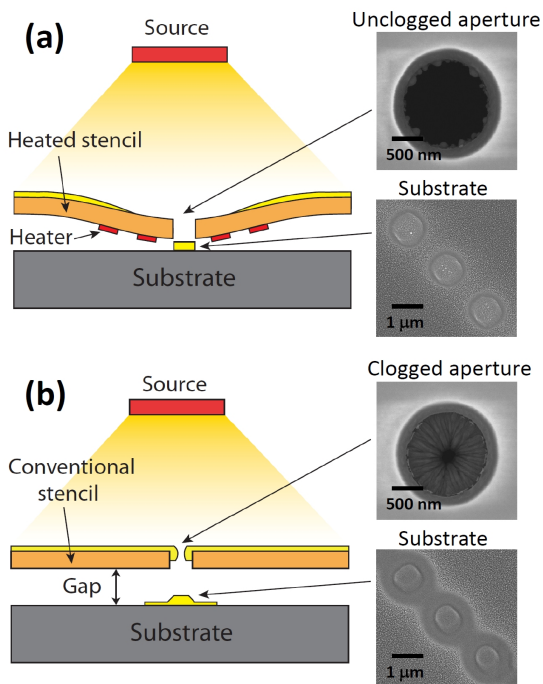 (a)
Source
Heated stencil
Heater
Substrate
Unclogged aperture
500 nm
Substrate
1 μm
(b)
Source
Conventional
stencil
Gap
Substrate
Clogged aperture
500 nm
Substrate
1 μm